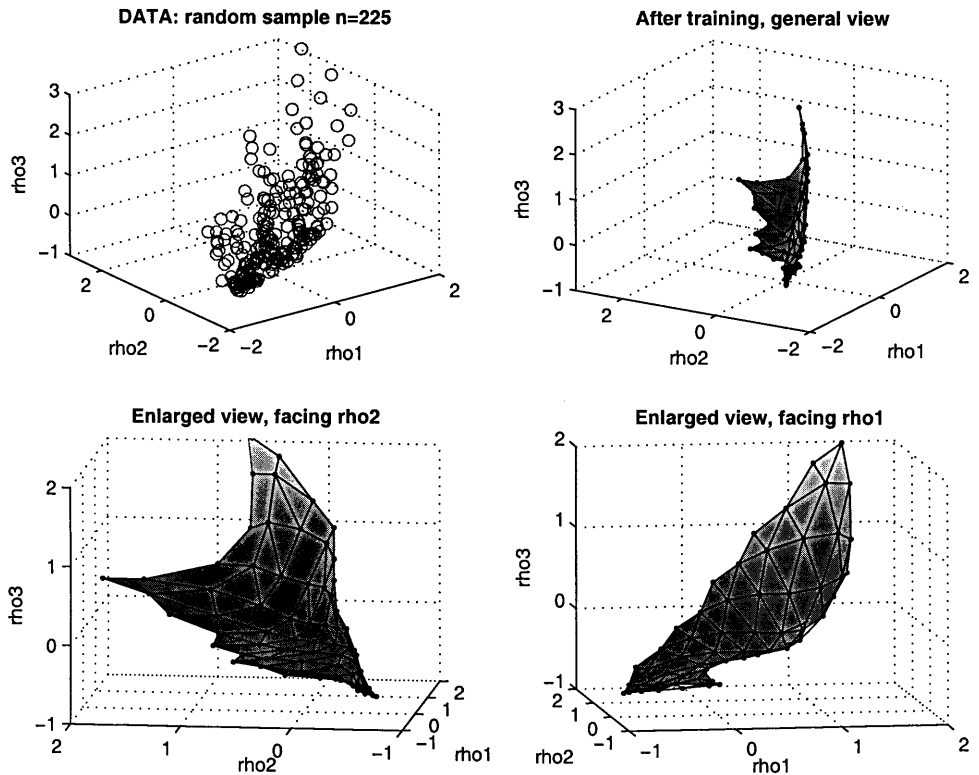 DATA: random sample n=225
3
2
1
0
−1
rho3
2
0
−2
rho2
−2
0
2
rho1
After training, general view
3
2
1
0
−1
rho3
2
0
−2
rho2
−2
0
2
rho1
Enlarged view, facing rho2
2
1
0
−1
rho3
2
1
0
−1
rho2
−1
0
1
2
rho1
Enlarged view, facing rho1
2
1
0
−1
rho3
2
1
0
−1
rho2
−1
0
1
2
rho1